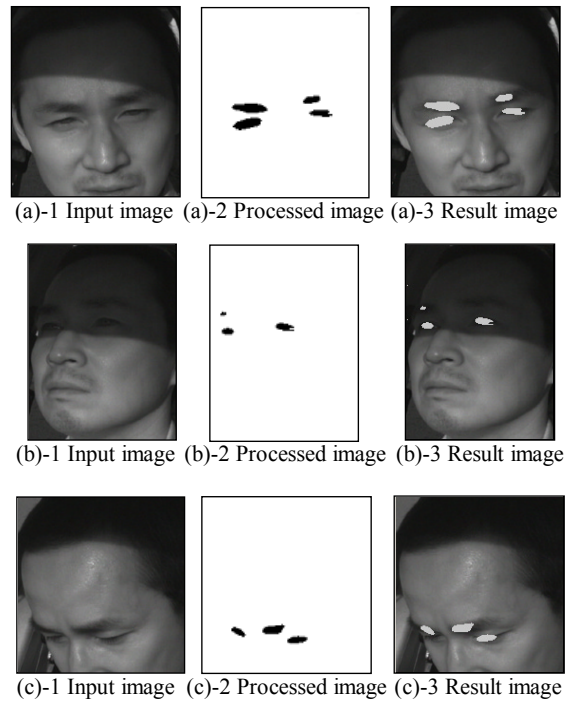 (a)-1 Input image (a)-2 Processed image (a)-3 Result image
(b)-1 Input image (b)-2 Processed image (b)-3 Result image
(c)-1 Input image (c)-2 Processed image (c)-3 Result image